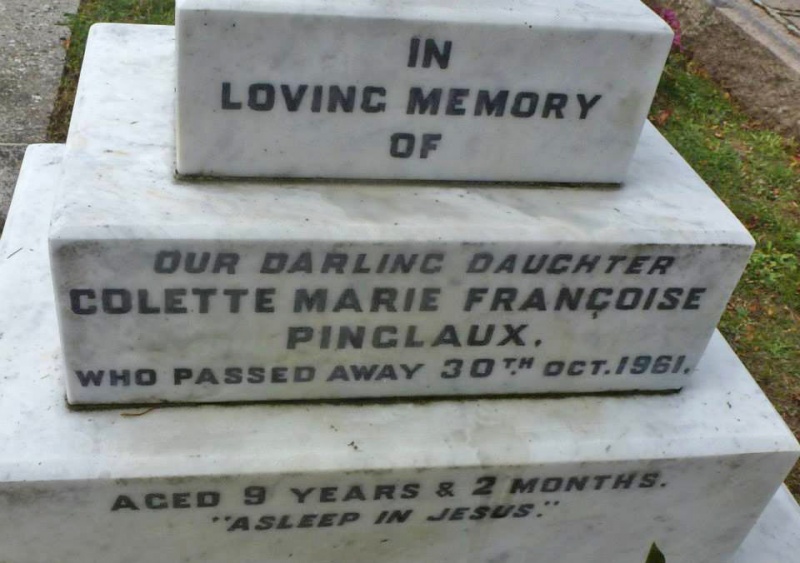 IN
LOVING MEMORY
OF
OUR DARLING DAUGHTER
COLETTE MARIE FRANÇOISE
PINGLAUX.
WHO PASSED AWAY 30TH. OCT. 1961.
AGED 9 YEARS & 2 MONTHS.
"ASLEEP IN JESUS."